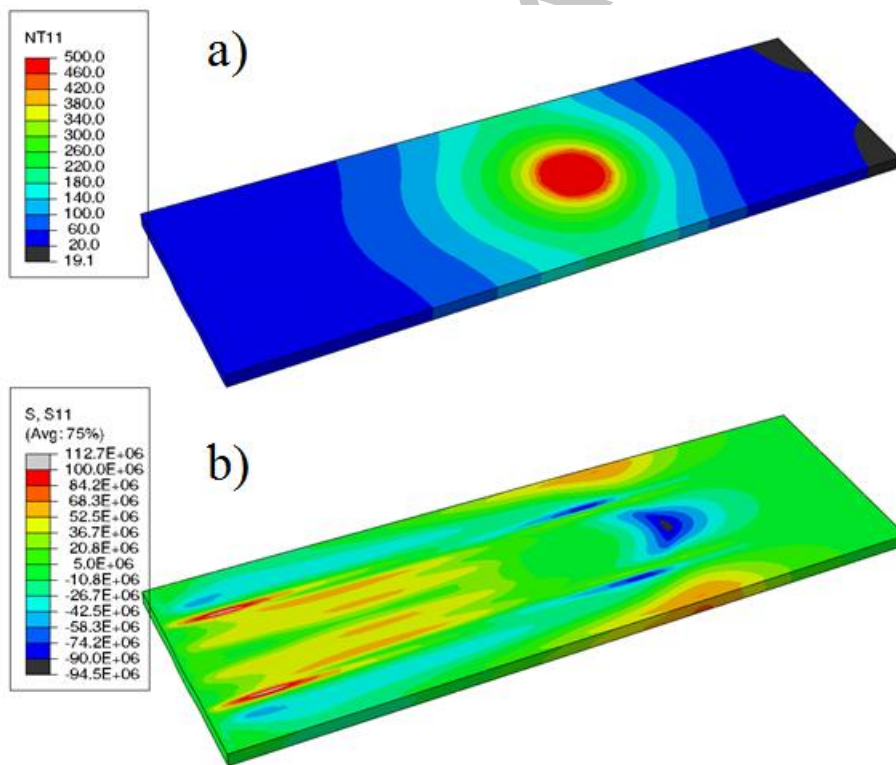 a)
NT11
500.0
460.0
420.0
380.0
340.0
300.0
260.0
220.0
180.0
140.0
100.0
60.0
20.0
19.1
b)
S, S11
(Avg: 75%)
112.7E+06
100.0E+06
84.2E+06
68.3E+06
52.5E+06
36.7E+06
20.8E+06
5.0E+06
-10.8E+06
-26.7E+06
-42.5E+06
-58.3E+06
-74.2E+06
-90.0E+06
-94.5E+06